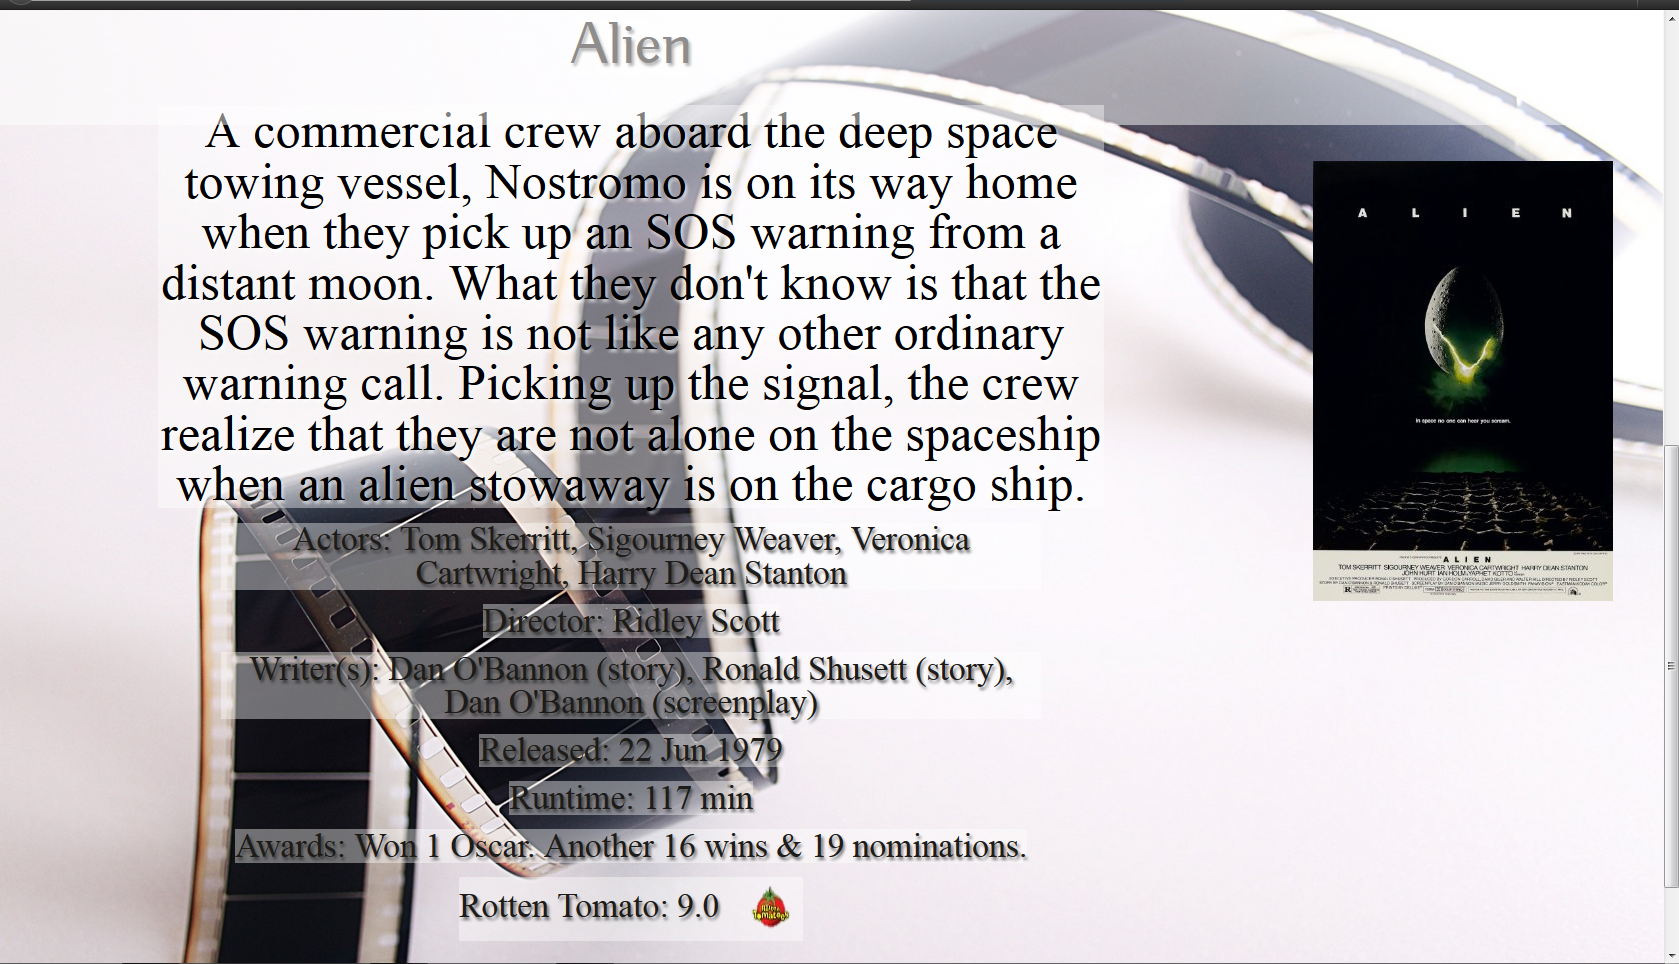 Alien
A commercial crew aboard the deep space
towing vessel, Nostromo is on its way home
when they pick up an SOS warning from a
distant moon. What they don't know is that the
SOS warning is not like any other ordinary
warning call. Picking up the signal, the crew
realize that they are not alone on the spaceship
when an alien stowaway is on the cargo ship.
Actors: Tom Skerritt, Sigourney Weaver, Veronica
Cartwright, Harry Dean Stanton
Director: Ridley Scott
Writer(s): Dan O'Bannon (story), Ronald Shusett (story),
Dan O'Bannon (screenplay)
Released: 22 Jun 1979
Runtime: 117 min
Awards: Won 1 Oscar. Another 16 wins & 19 nominations.
Rotten Tomato: 9.0
Rotten
Tomatoes
A L I E N
In space no one can hear you scream.
A L I E N
TOM SKERRITT SIGOURNEY WEAVER VERONICA CARTWRIGHT HARRY DEAN STANTON
JOHN HURT IAN HOLM YAPHET KOTTO
R